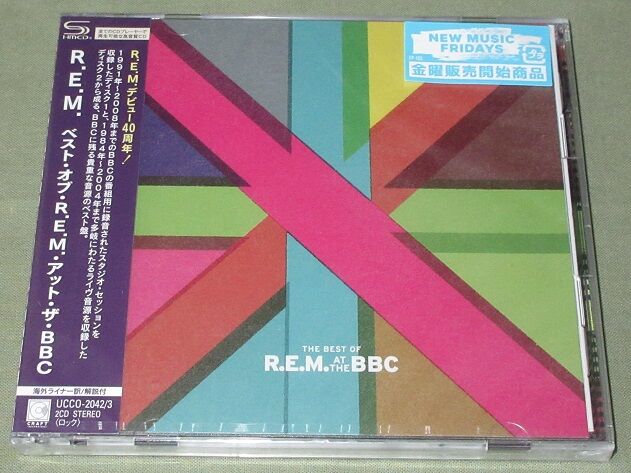 SHM-CD
全てのCDプレーヤーで
再生可能な高音質CD
R.E.M. ベスト・オブ・R.E.M.アット・ザ・BBC
R.E.M.デビュー40周年!
1991年~2008年までのBBCの番組用に録音されたスタジオ・セッションを
収録したディスク1と、1984年~2004年まで多岐にわたるライヴ音源を収録した
ディスク2から成る、BBCに残る貴重な音源のベスト盤。
海外ライナー訳/解説付
UCCO-2042/3
2CD STEREO
〈ロック〉
CRAFT
NEW MUSIC
FRIDAYS
金曜販売開始商品
THE BEST OF
R.E.M. AT THE BBC